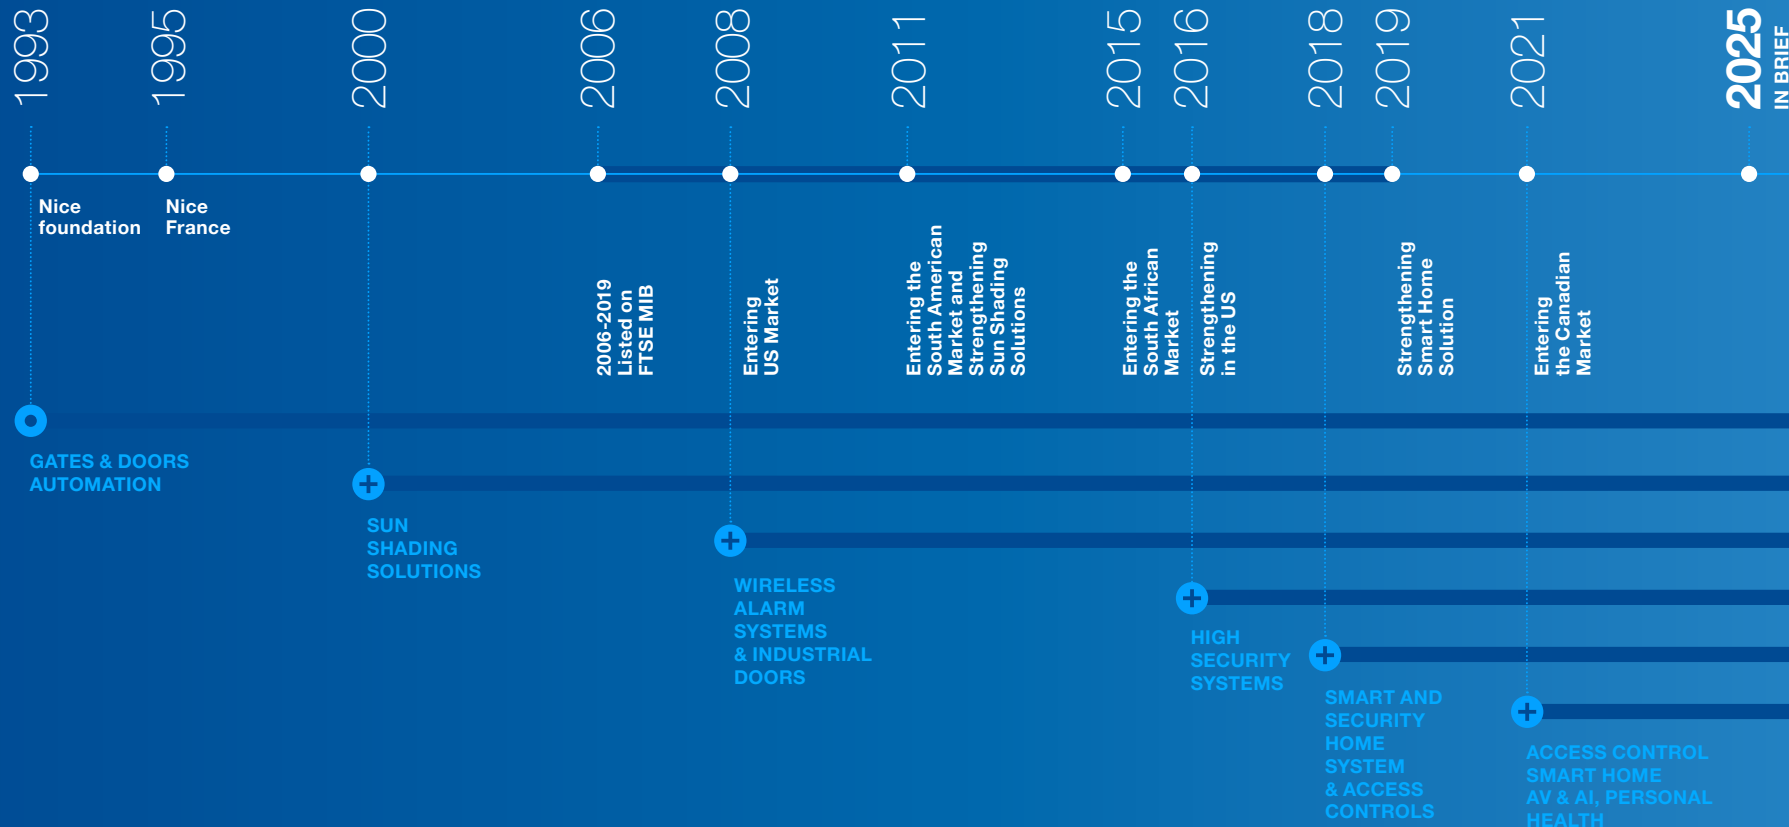 1993
1995
2000
2006
2008
2011
2015
2016
2018
2019
2021
2025
IN BRIEF
Nice
foundation
Nice
France
2006-2019
Listed on
FTSE MIB
Entering
US Market
Entering the
South American
Market and
Strengthening
Sun Shading
Solutions
Entering the
South African
Market
Strengthening
in the US
Strengthening
Smart Home
Solution
Entering
the Canadian
Market
GATES & DOORS
AUTOMATION
SUN
SHADING
SOLUTIONS
WIRELESS
ALARM
SYSTEMS
& INDUSTRIAL
DOORS
HIGH
SECURITY
SYSTEMS
SMART AND
SECURITY
HOME
SYSTEM
& ACCESS
CONTROLS
ACCESS CONTROL
SMART HOME
AV & AI, PERSONAL
HEALTH